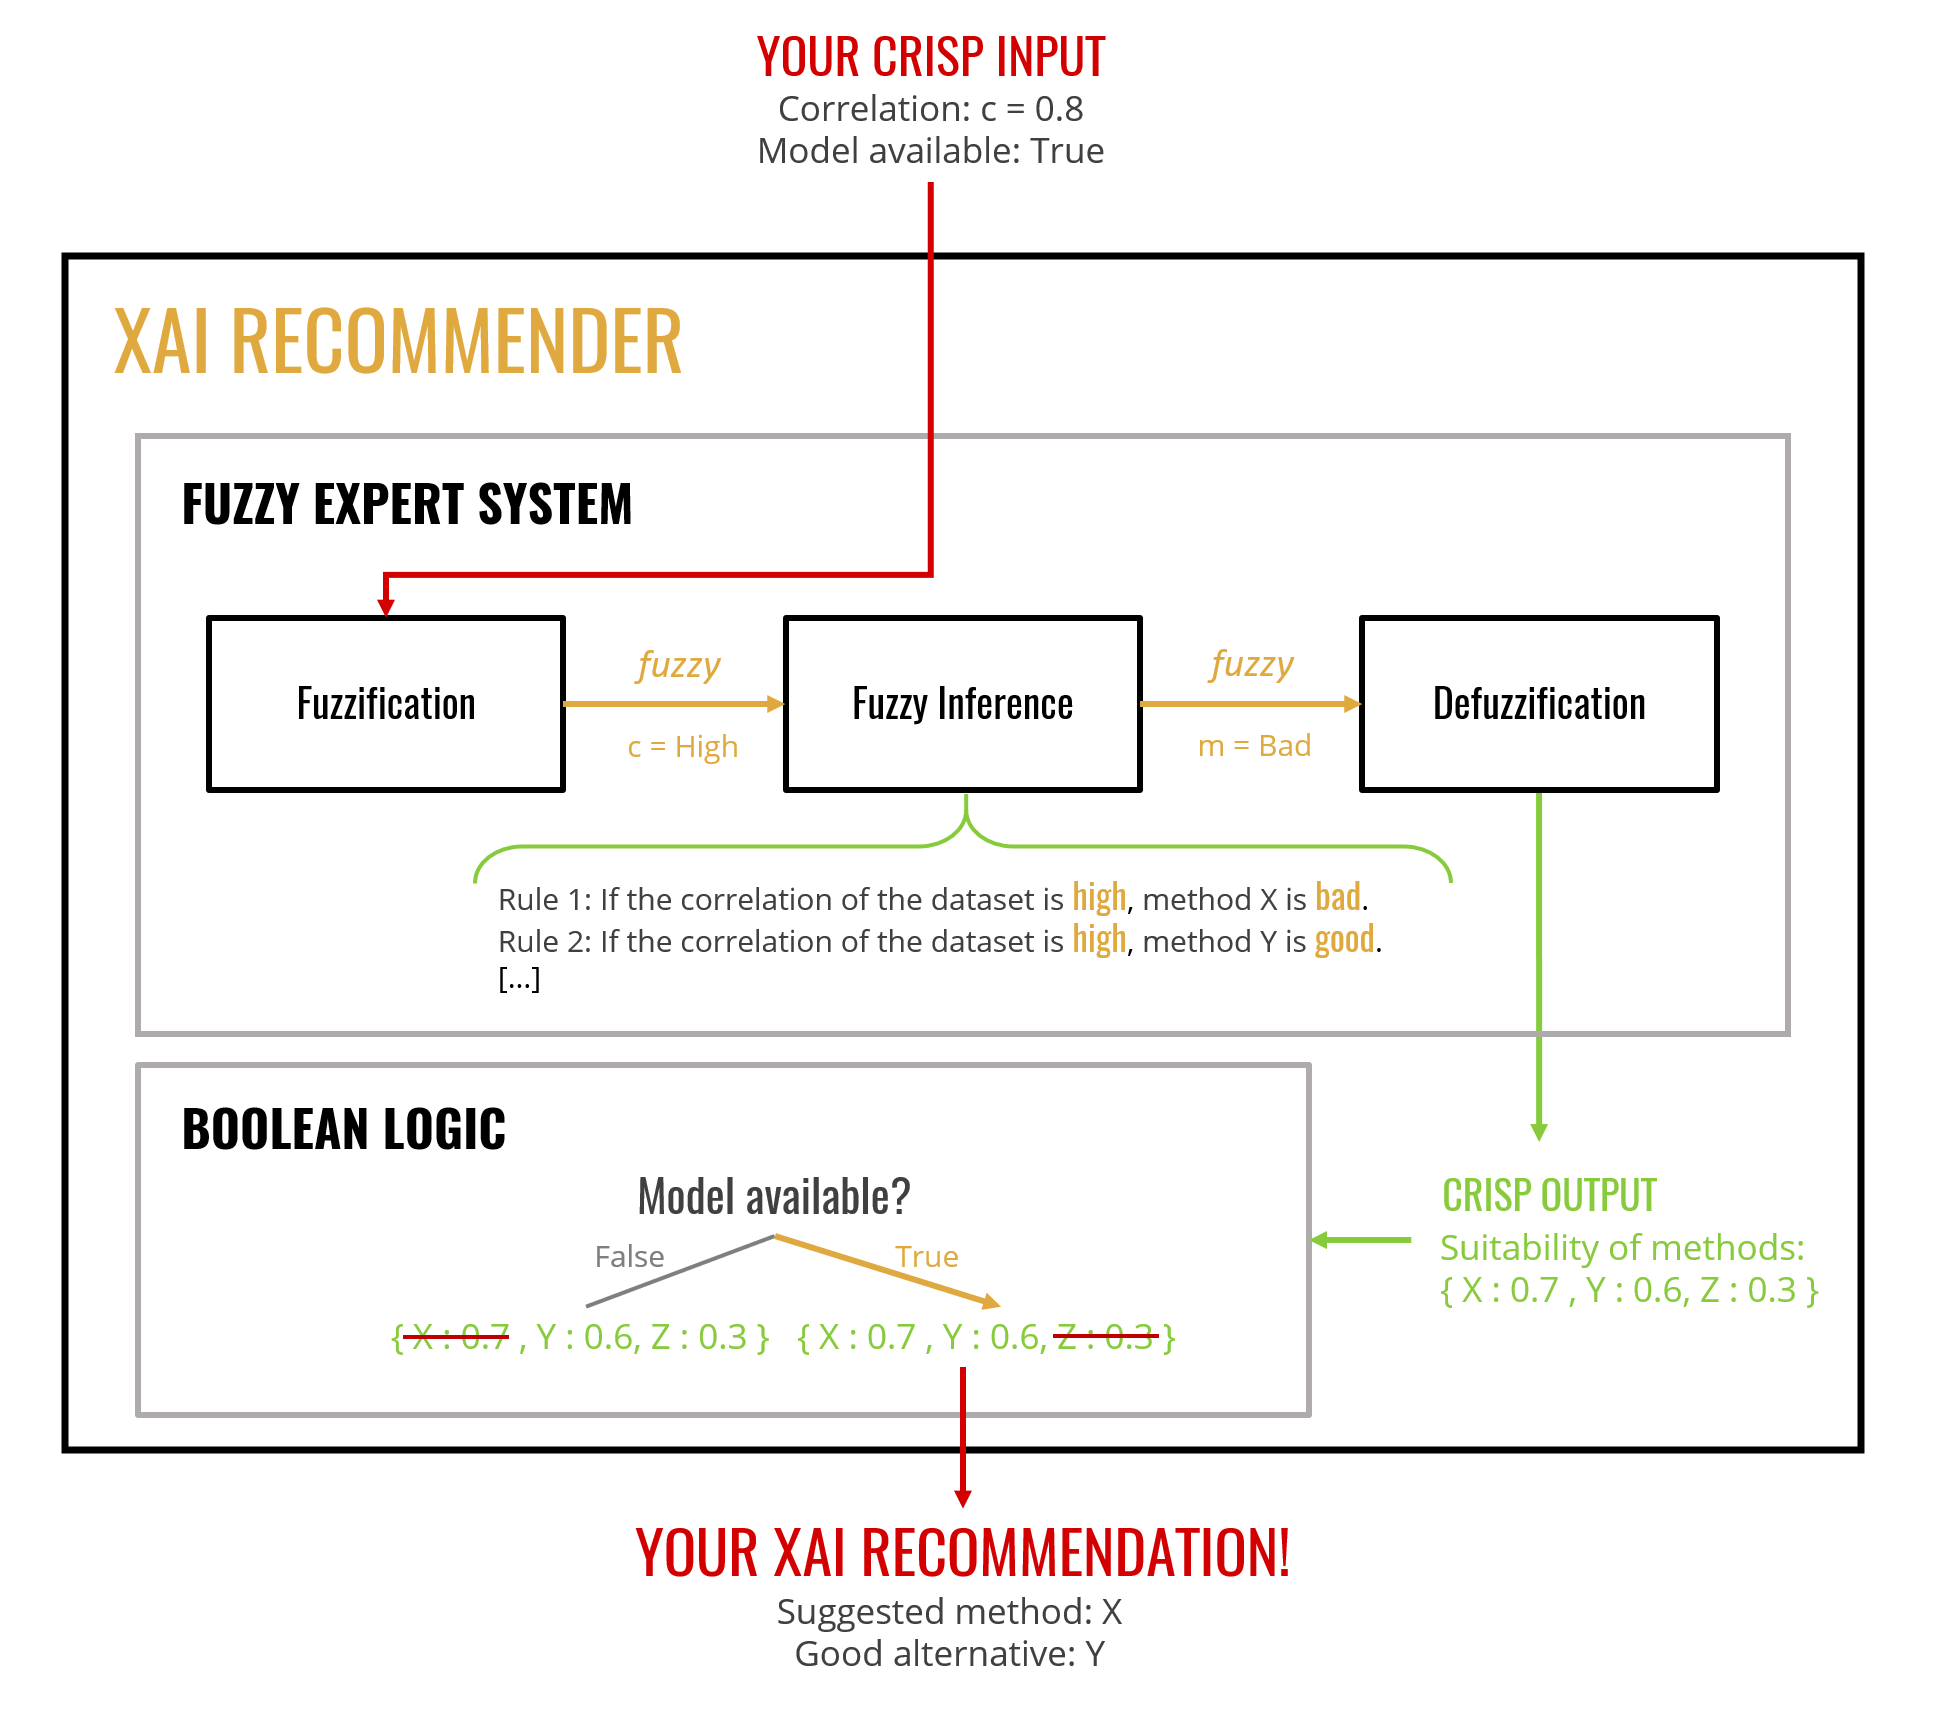 YOUR CRISP INPUT
Correlation: c = 0.8
Model available: True
XAI RECOMMENDER
FUZZY EXPERT SYSTEM
Fuzzification
fuzzy
c = High
Fuzzy Inference
fuzzy
m = Bad
Defuzzification
Rule 1: If the correlation of the dataset is high, method X is bad.
Rule 2: If the correlation of the dataset is high, method Y is good.
[...]
BOOLEAN LOGIC
Model available?
False
True
{ X : 0.7 , Y : 0.6, Z : 0.3 }
{ X : 0.7 , Y : 0.6, Z : 0.3 }
CRISP OUTPUT
Suitability of methods:
{ X : 0.7 , Y : 0.6, Z : 0.3 }
YOUR XAI RECOMMENDATION!
Suggested method: X
Good alternative: Y